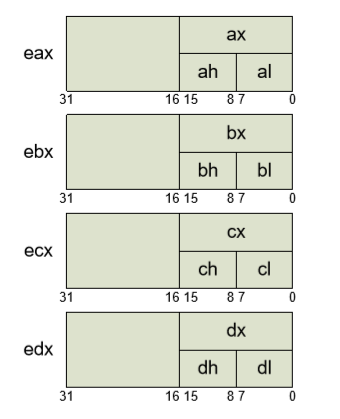 ax
eax
ah al
31 16 15 8 7 0
bx
ebx
bh bl
31 16 15 8 7 0
cx
ecx
ch cl
31 16 15 8 7 0
dx
edx
dh dl
31 16 15 8 7 0